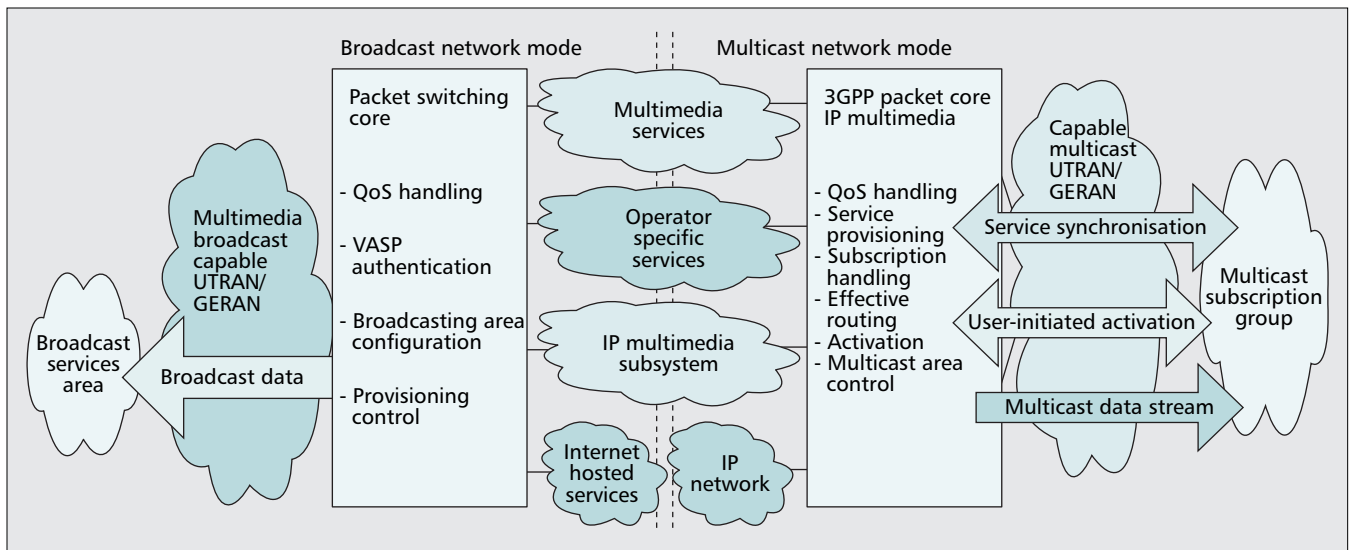 Broadcast network mode
Multicast network mode
Packet switching
core
- QoS handling
- VASP
authentication
- Broadcasting area
configuration
- Provisioning
control
Multimedia
broadcast
capable
UTRAN/
GERAN
Broadcast
services
area
Broadcast data
Multimedia
services
Operator
specific
services
IP multimedia
subsystem
Internet
hosted
services
IP
network
3GPP packet core
IP multimedia
- QoS handling
- Service
provisioning
- Subscription
handling
- Effective
routing
- Activation
- Multicast area
control
Capable
multicast
UTRAN/
GERAN
Service synchronisation
User-initiated activation
Multicast data stream
Multicast
subscription
group